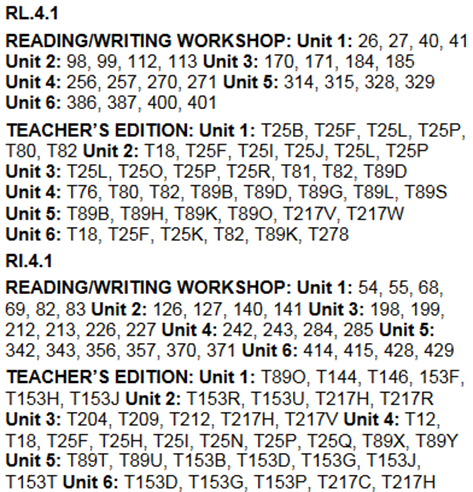 RL.4.1
READING/WRITING WORKSHOP: Unit 1: 26, 27, 40, 41
Unit 2: 98, 99, 112, 113 Unit 3: 170, 171, 184, 185
Unit 4: 256, 257, 270, 271 Unit 5: 314, 315, 328, 329
Unit 6: 386, 387, 400, 401
TEACHER'S EDITION: Unit 1: T25B, T25F, T25L, T25P,
T80, T82 Unit 2: T18, T25F, T25I, T25J, T25L, T25P
Unit 3: T25L, T25O, T25P, T25R, T81, T82, T89D
Unit 4: T76, T80, T82, T89B, T89D, T89G, T89L, T89S
Unit 5: T89B, T89H, T89K, T89O, T217V, T217W
Unit 6: T18, T25F, T25K, T82, T89K, T278
RI.4.1
READING/WRITING WORKSHOP: Unit 1: 54, 55, 68,
69, 82, 83 Unit 2: 126, 127, 140, 141 Unit 3: 198, 199,
212, 213, 226, 227 Unit 4: 242, 243, 284, 285 Unit 5:
342, 343, 356, 357, 370, 371 Unit 6: 414, 415, 428, 429
TEACHER'S EDITION: Unit 1: T89O, T144, T146, 153F,
T153H, T153J Unit 2: T153R, T153U, T217H, T217R
Unit 3: T204, T209, T212, T217H, T217V Unit 4: T12,
T18, T25F, T25H, T25I, T25N, T25P, T25Q, T89X, T89Y
Unit 5: T89T, T89U, T153B, T153D, T153G, T153J,
T153T Unit 6: T153D, T153G, T153P, T217C, T217H